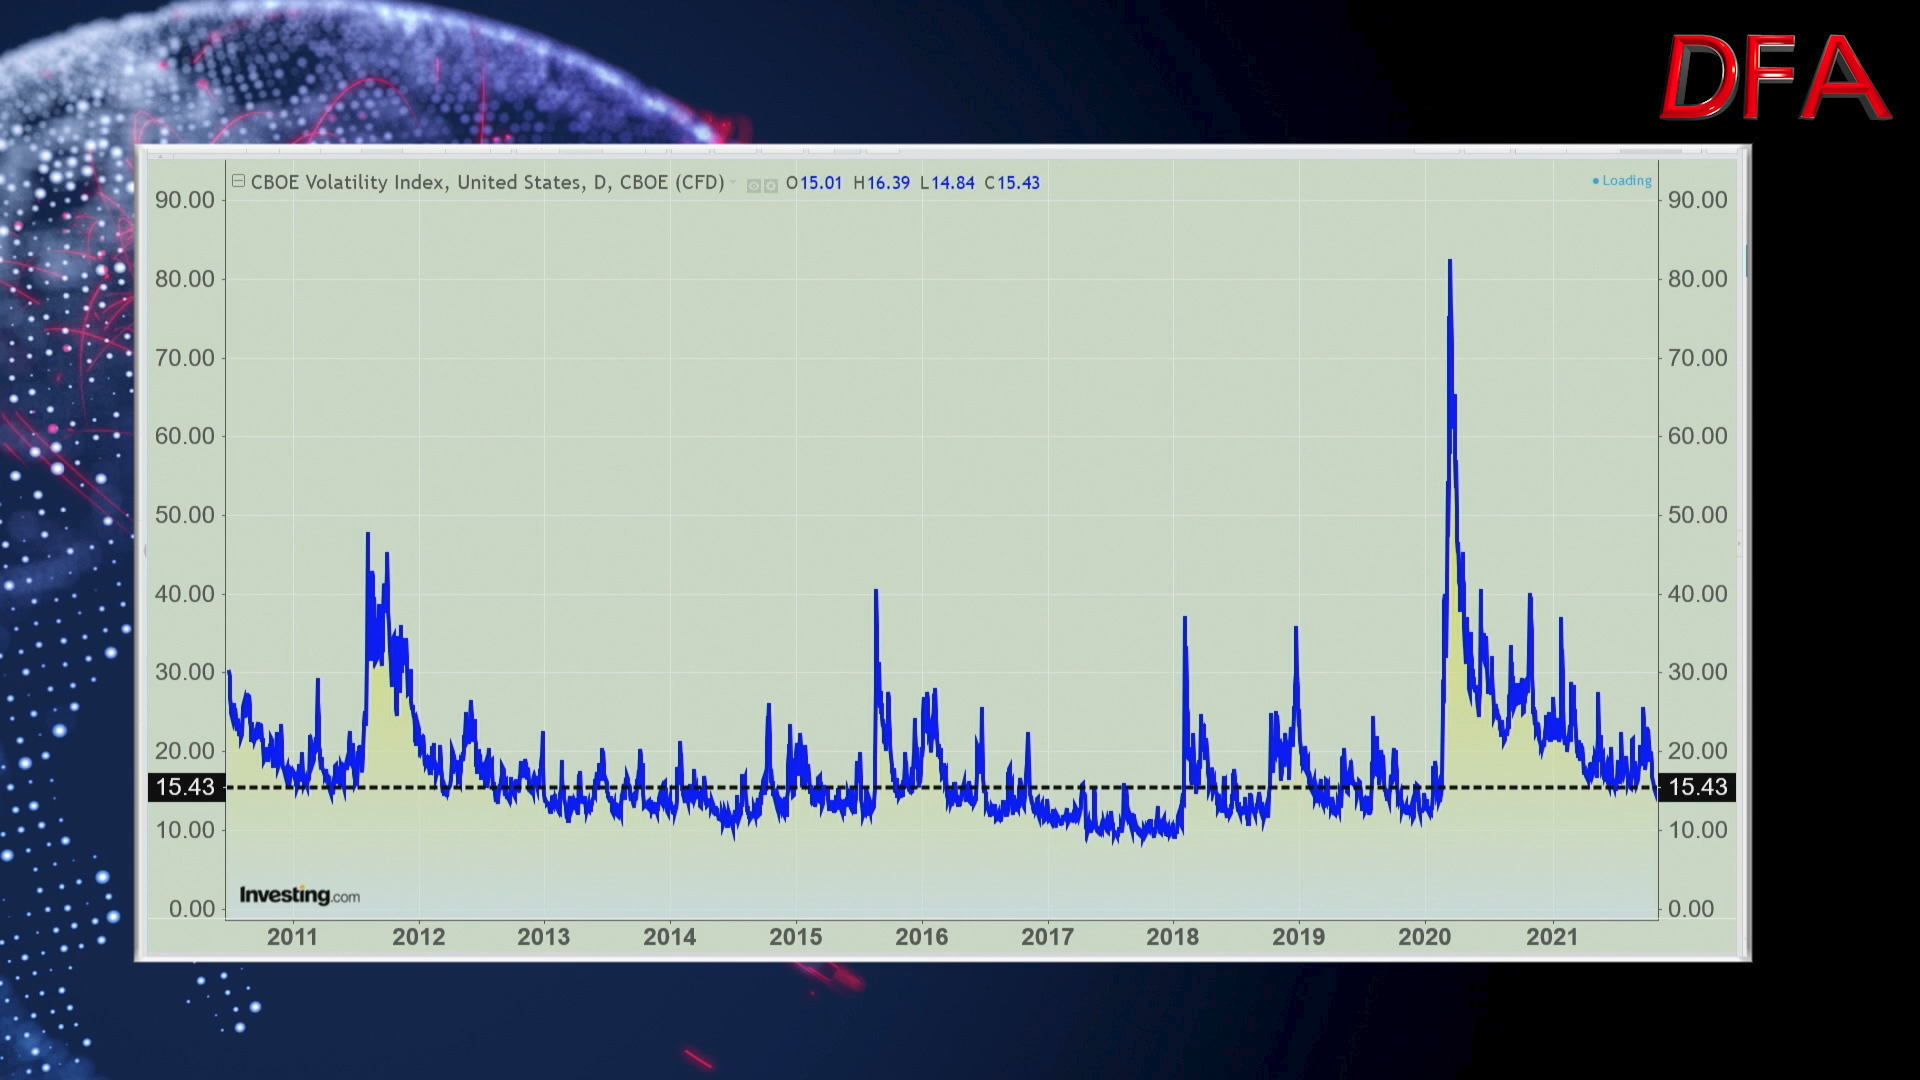 DFA
CBOE Volatility Index, United States, D, CBOE (CFD) O15.01 H16.39 L14.84 C15.43
Loading
90.00 90.00
80.00 80.00
70.00 70.00
60.00 60.00
50.00 50.00
40.00 40.00
30.00 30.00
20.00 20.00
15.43 15.43
10.00 10.00
Investing.com
0.00 0.00
2011 2012 2013 2014 2015 2016 2017 2018 2019 2020 2021